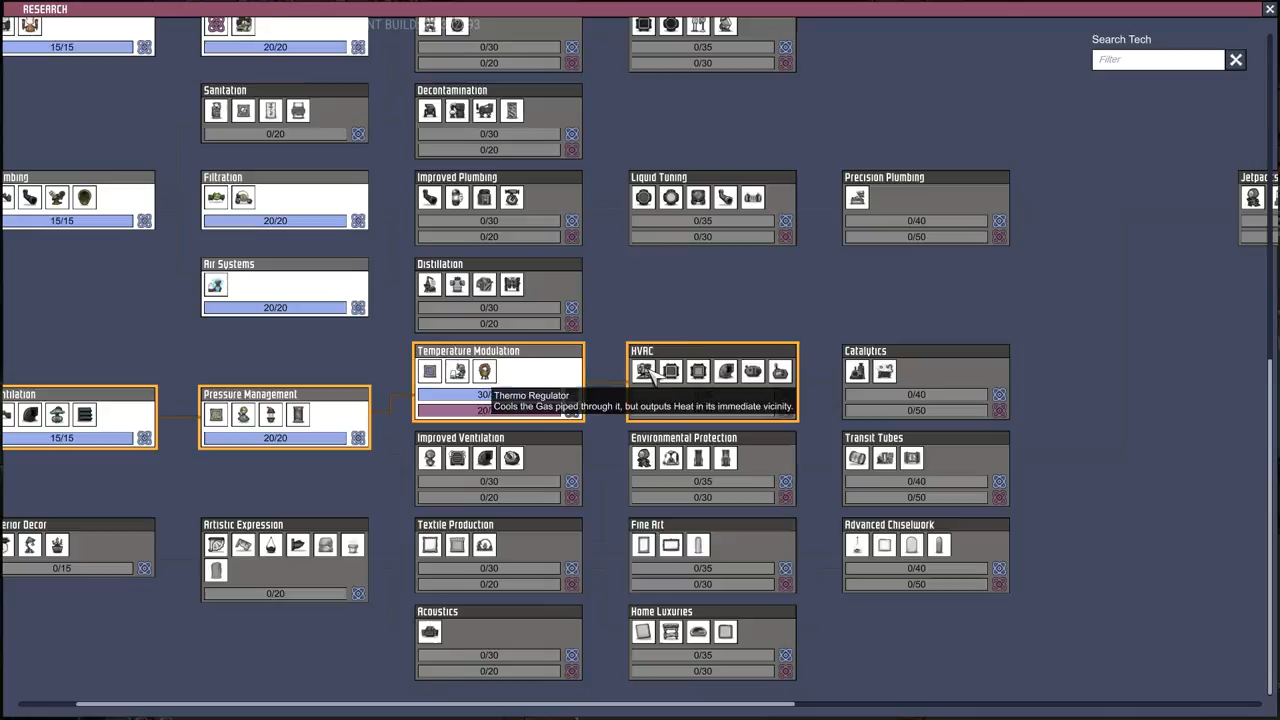 RESEARCH
NT BUILD
93
Search Tech
Filter
15/15
20/20
0/30
0/20
0/35
0/30
Sanitation
0/20
Decontamination
0/30
0/20
mbing
15/15
Filtration
20/20
Improved Plumbing
0/30
0/20
Liquid Tuning
0/35
0/30
Precision Plumbing
0/40
0/50
Jetpacks
Air Systems
20/20
Distillation
0/30
0/20
ntilation
15/15
Pressure Management
20/20
Temperature Modulation
30/
20/
HVAC
Thermo Regulator
Cools the Gas piped through it, but outputs Heat in its immediate vicinity.
Catalytics
0/40
0/50
Improved Ventilation
0/30
0/20
Environmental Protection
0/35
0/30
Transit Tubes
0/40
0/50
erior Decor
0/15
Artistic Expression
0/20
Textile Production
0/30
0/20
Fine Art
0/35
0/30
Advanced Chiselwork
0/40
0/50
Acoustics
0/30
0/20
Home Luxuries
0/35
0/30